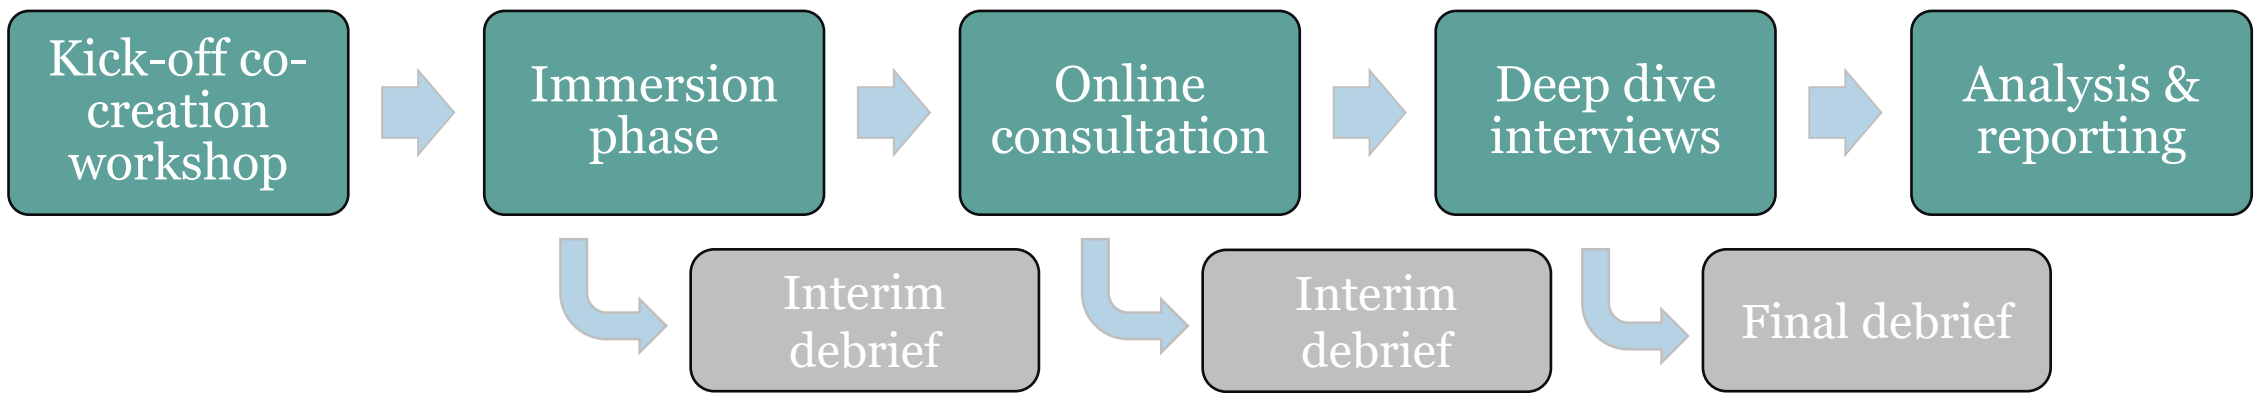 Kick-off co-
creation
workshop
Immersion
phase
Online
consultation
Deep dive
interviews
Analysis &
reporting
Interim
debrief
Interim
debrief
Final debrief